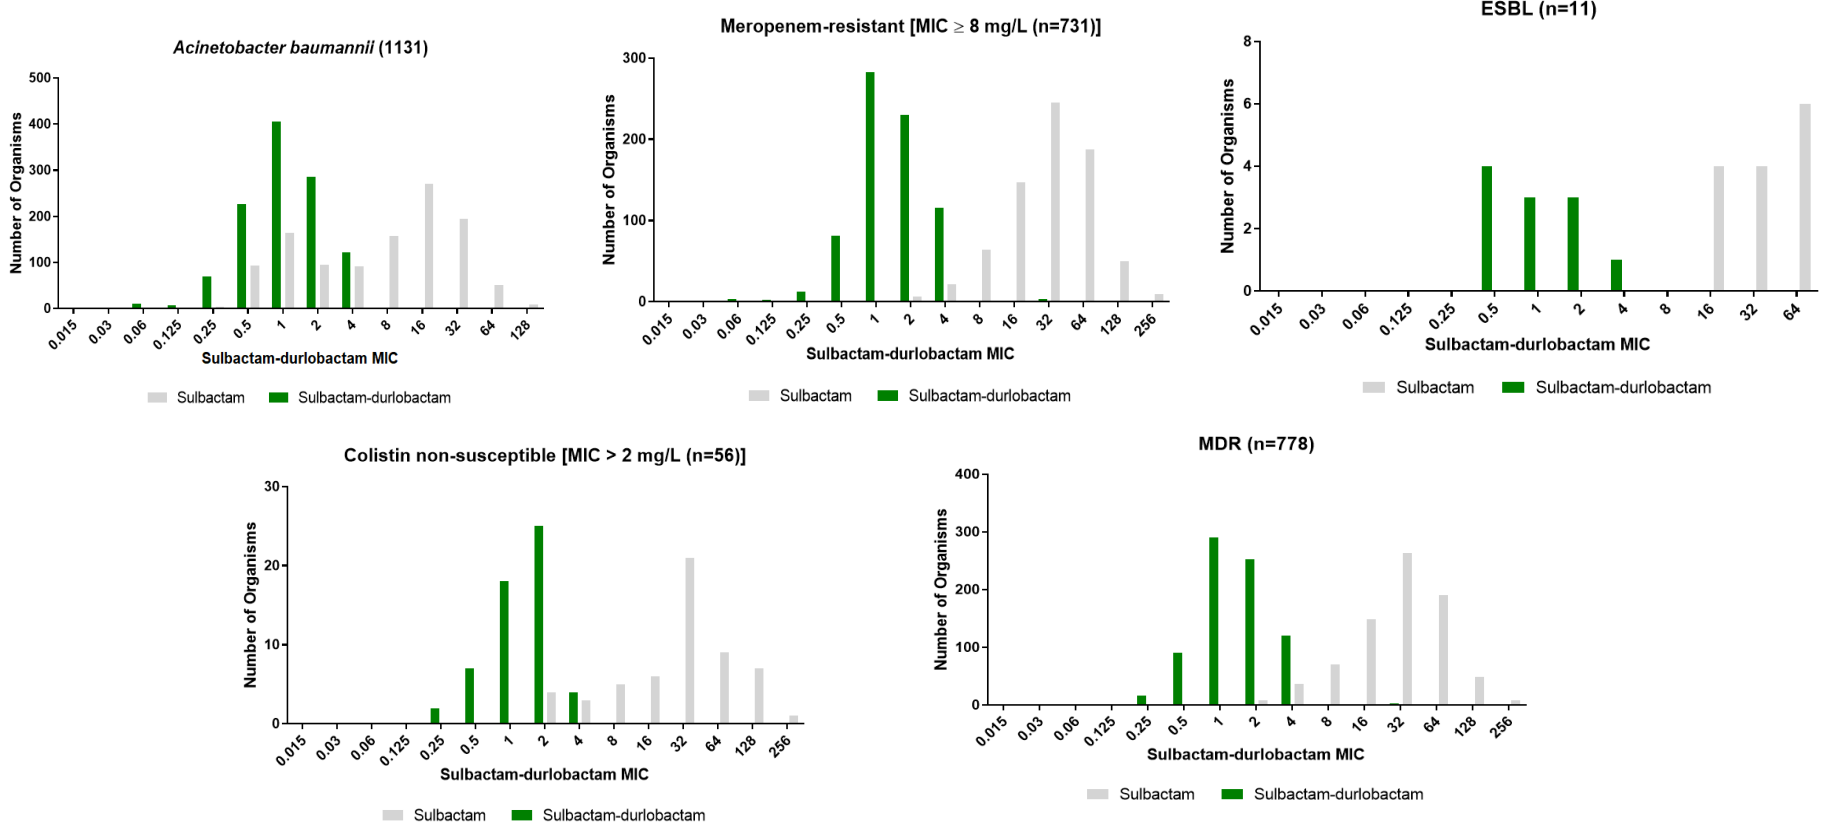 Acinetobacter baumannii (1131)
Number of Organisms
500
400
300
200
100
0
0.015 0.03 0.06 0.125 0.25 0.5 1 2 4 8 16 32 64 128
Sulbactam-durlobactam MIC
Sulbactam Sulbactam-durlobactam
Meropenem-resistant [MIC ≥ 8 mg/L (n=731)]
Number of Organisms
300
200
100
0
0.015 0.03 0.06 0.125 0.25 0.5 1 2 4 8 16 32 64 128 256
Sulbactam-durlobactam MIC
Sulbactam Sulbactam-durlobactam
ESBL (n=11)
Number of Organisms
8
6
4
2
0
0.015 0.03 0.06 0.125 0.25 0.5 1 2 4 8 16 32 64
Sulbactam-durlobactam MIC
Sulbactam Sulbactam-durlobactam
Colistin non-susceptible [MIC > 2 mg/L (n=56)]
Number of Organisms
30
20
10
0
0.015 0.03 0.06 0.125 0.25 0.5 1 2 4 8 16 32 64 128 256
Sulbactam-durlobactam MIC
Sulbactam Sulbactam-durlobactam
MDR (n=778)
Number of Organisms
400
300
200
100
0
0.015 0.03 0.06 0.125 0.25 0.5 1 2 4 8 16 32 64 128 256
Sulbactam-durlobactam MIC
Sulbactam Sulbactam-durlobactam